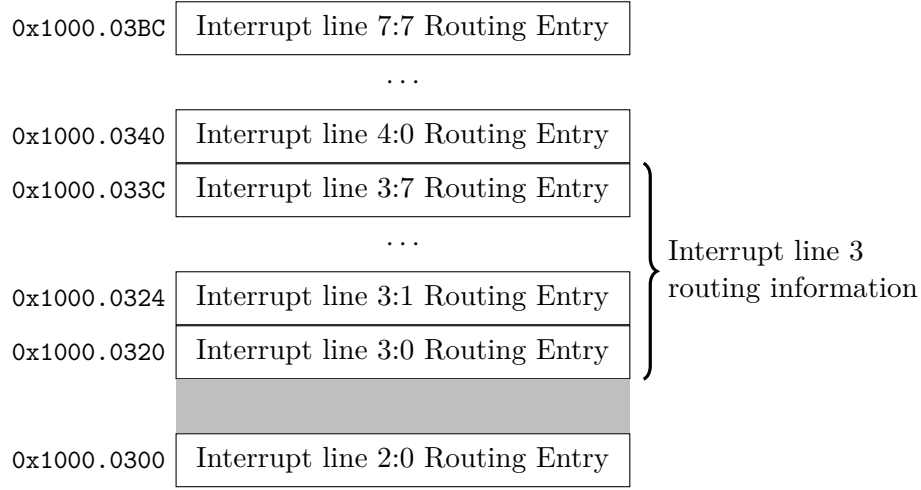 0x1000.03BC Interrupt line 7:7 Routing Entry
...
0x1000.0340 Interrupt line 4:0 Routing Entry
0x1000.033C Interrupt line 3:7 Routing Entry
...
Interrupt line 3
routing information
0x1000.0324 Interrupt line 3:1 Routing Entry
0x1000.0320 Interrupt line 3:0 Routing Entry
0x1000.0300 Interrupt line 2:0 Routing Entry